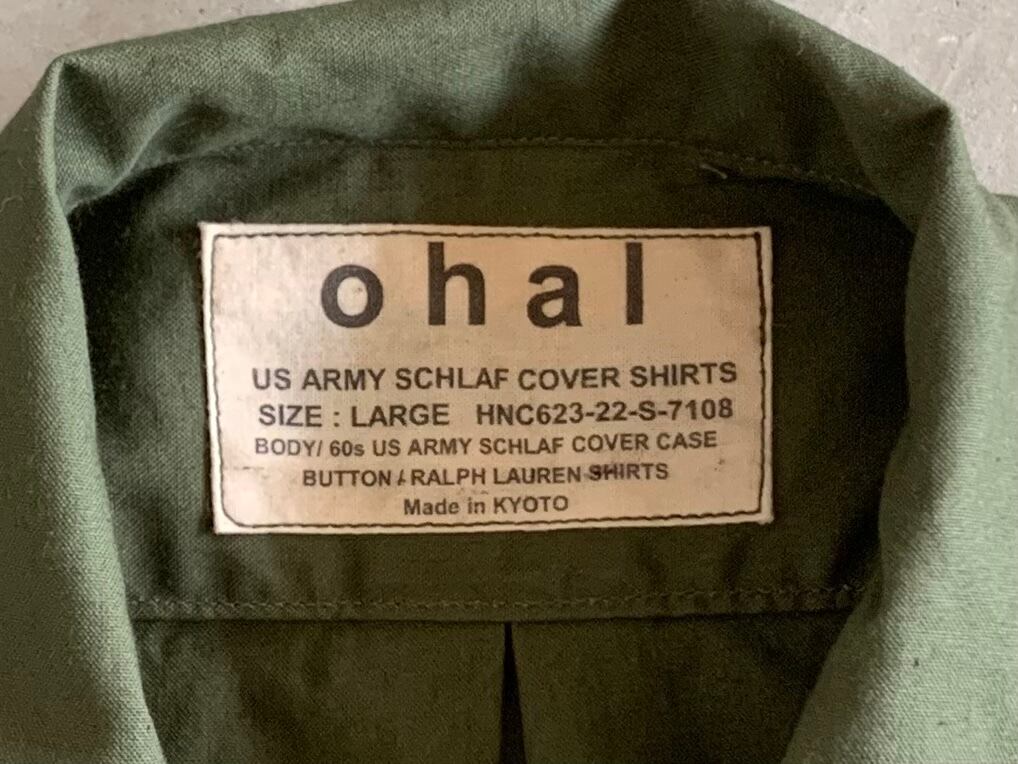 ohal
US ARMY SCHLAF COVER SHIRTS
SIZE : LARGE HNC623-22-S-7108
BODY/ 60s US ARMY SCHLAF COVER CASE
BUTTON / RALPH LAUREN SHIRTS
Made in KYOTO